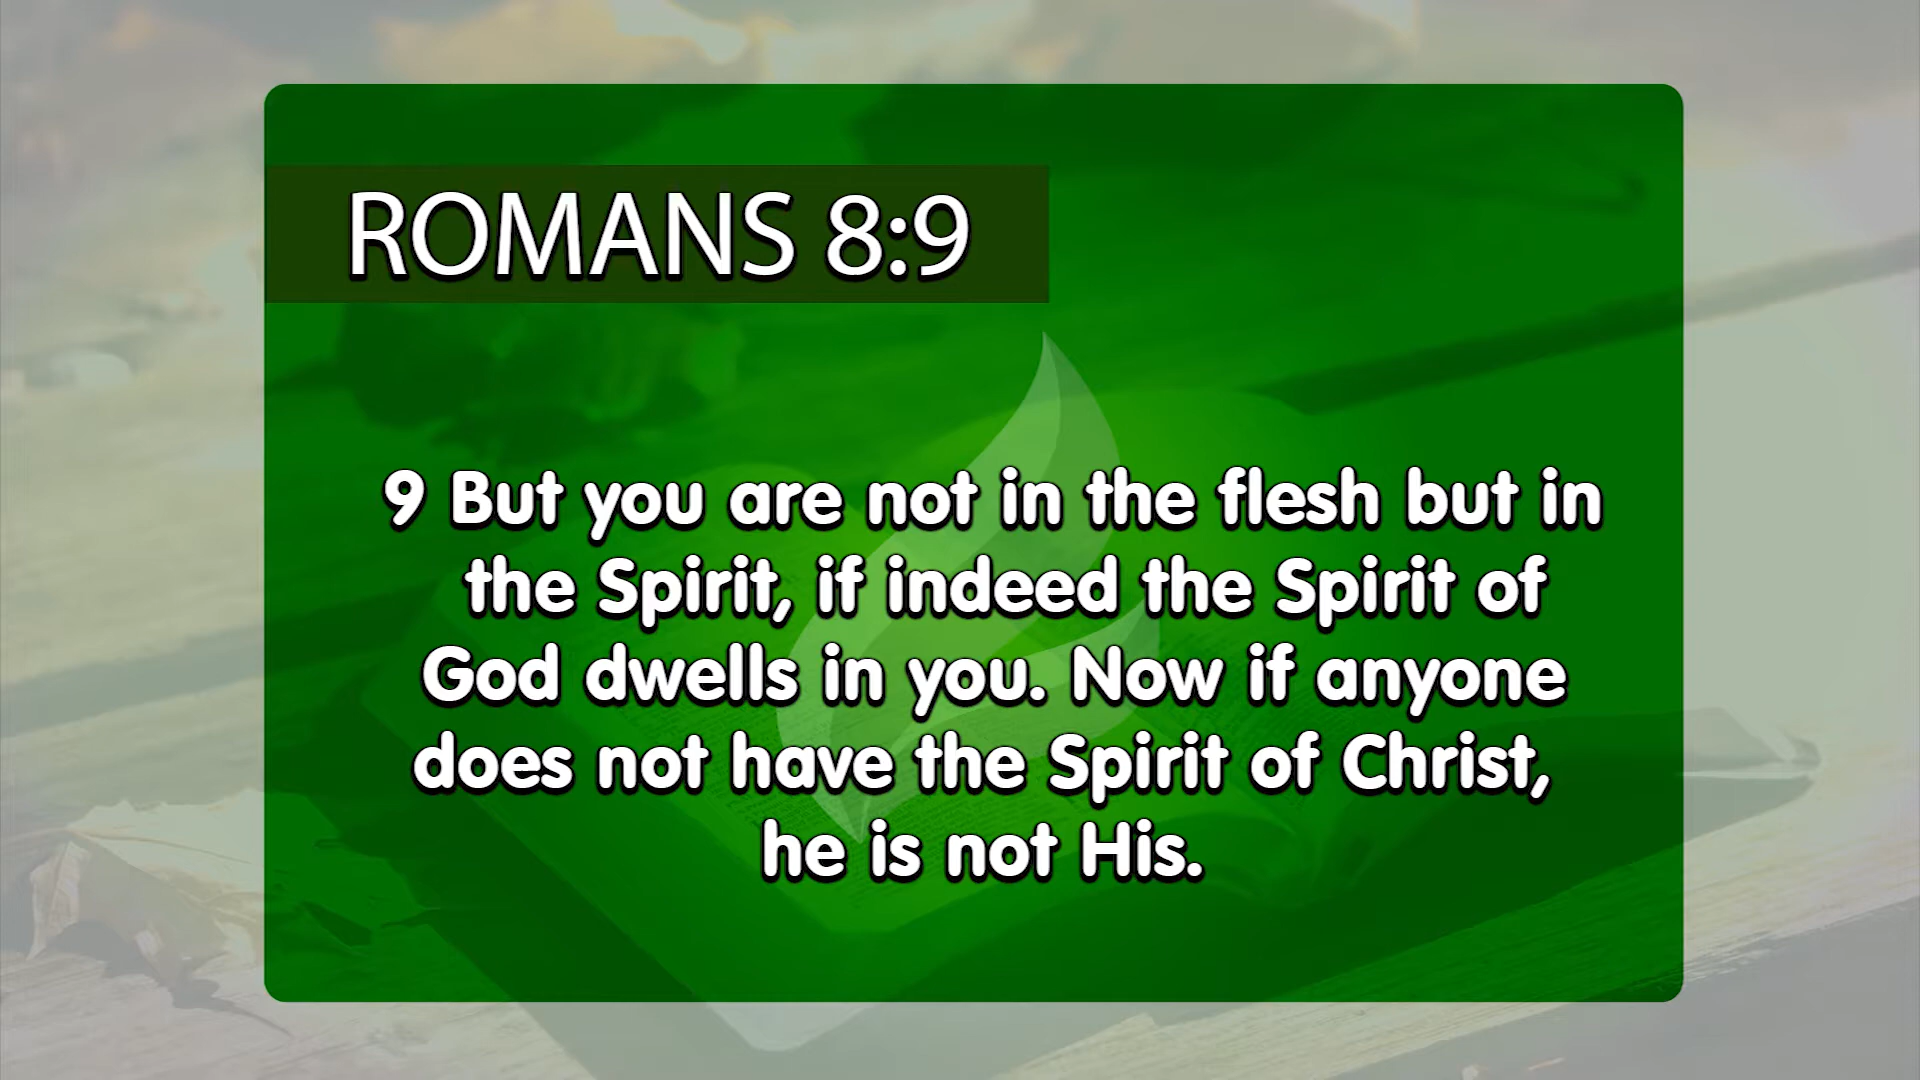 ROMANS 8:9
9 But you are not in the flesh but in
the Spirit, if indeed the Spirit of
God dwells in you. Now if anyone
does not have the Spirit of Christ,
he is not His.